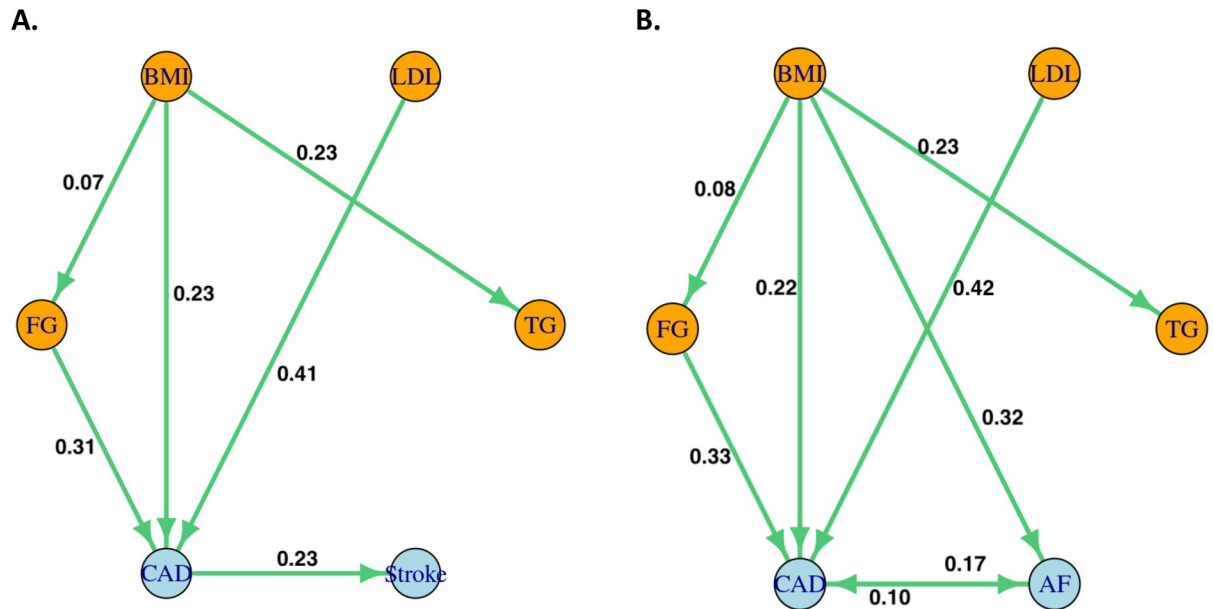 A.
BMI
LDL
0.23
0.07
0.23
FG
TG
0.41
0.31
0.23
CAD
Stroke
B.
BMI
LDL
0.23
0.08
0.22
0.42
FG
TG
0.32
0.33
0.17
CAD
AF
0.10